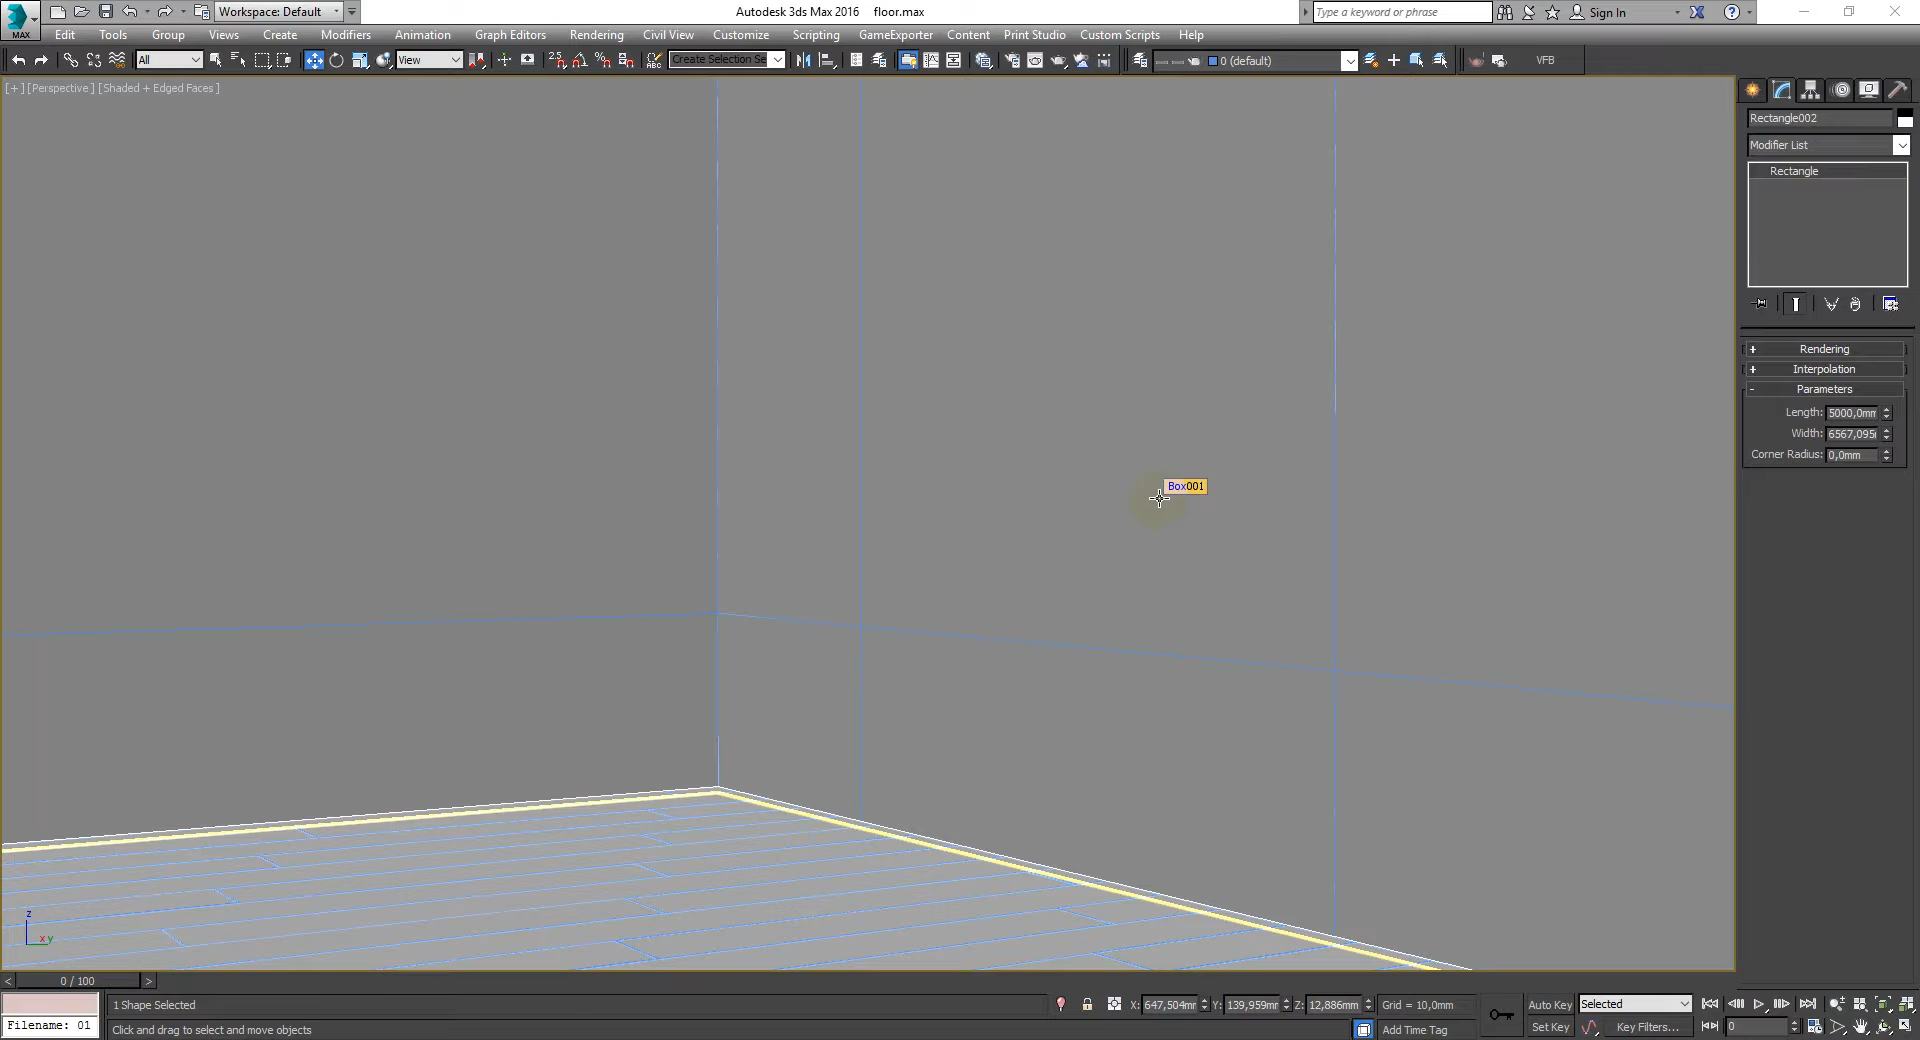 Workspace: Default
Autodesk 3ds Max 2016 floor.max
Type a keyword or phrase
Sign In
MAX
Edit Tools Group Views Create Modifiers Animation Graph Editors Rendering Civil View Customize Scripting GameExporter Content Print Studio Custom Scripts Help
All
View
Create Selection Se
0 (default)
VFB
[+] [Perspective ] [Shaded + Edged Faces ]
Rectangle002
Modifier List
Rectangle
Rendering
Interpolation
Parameters
Length: 5000,0mm
Width: 6567,095
Corner Radius: 0,0mm
Box001
z
x y
0 / 100
1 Shape Selected
X: 647,504mm Y: 139,959mm Z: 12,886mm Grid = 10,0mm
Auto Key Selected
Filename: 01
Click and drag to select and move objects
Add Time Tag
Set Key Key Filters...
0